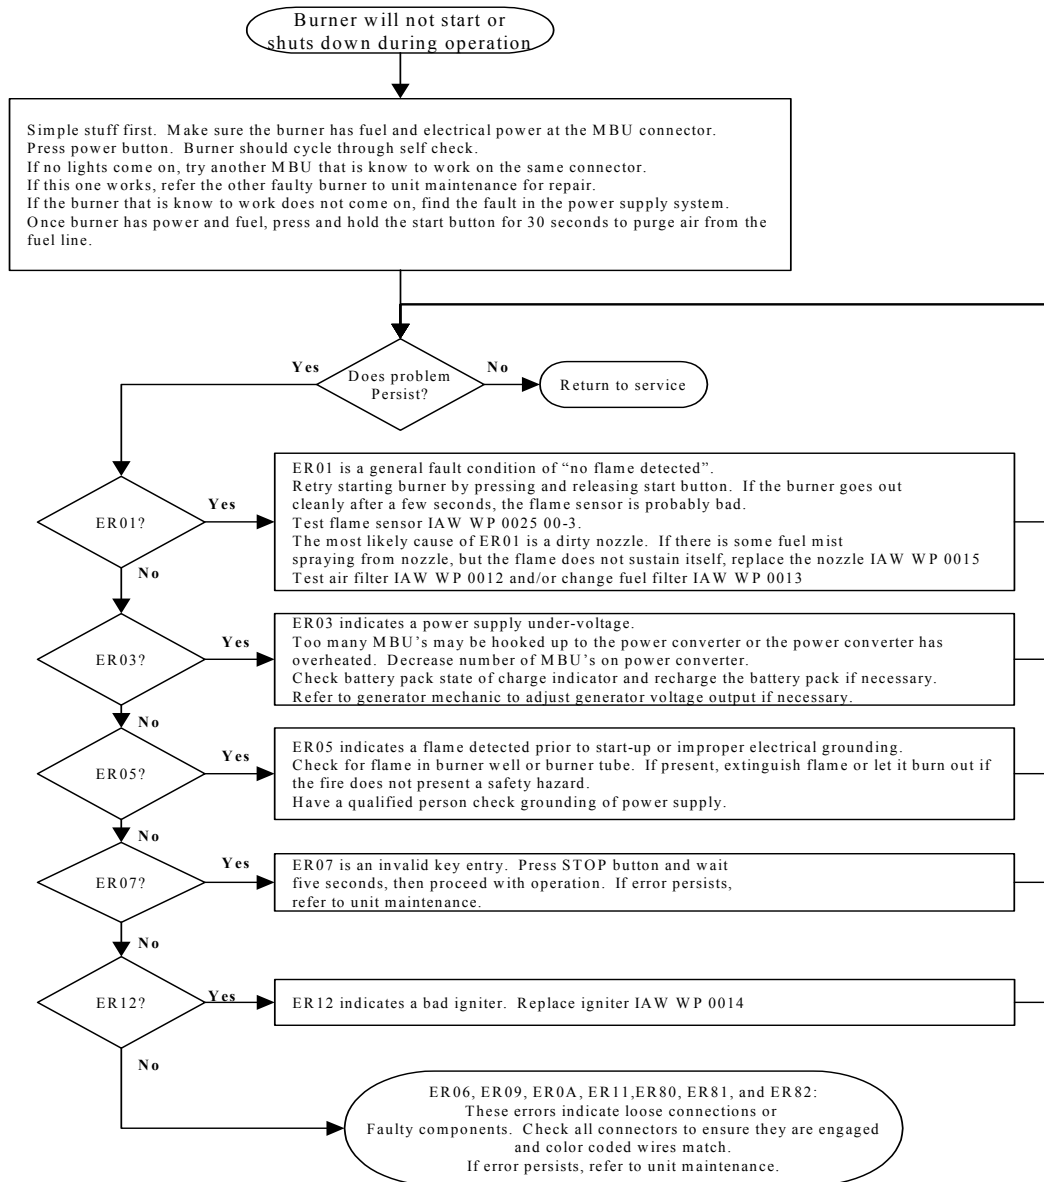 Burner will not start or
shuts down during operation
Simple stuff first. Make sure the burner has fuel and electrical power at the MBU connector.
Press power button. Burner should cycle through self check.
If no lights come on, try another MBU that is know to work on the same connector.
If this one works, refer the other faulty burner to unit maintenance for repair.
If the burner that is know to work does not come on, find the fault in the power supply system.
Once burner has power and fuel, press and hold the start button for 30 seconds to purge air from the
fuel line.
Yes
No
Does problem
Persist?
Return to service
ER01?
Yes
ER01 is a general fault condition of “no flame detected”.
Retry starting burner by pressing and releasing start button. If the burner goes out
cleanly after a few seconds, the flame sensor is probably bad.
Test flame sensor IAW WP 0025 00-3.
The most likely cause of ER01 is a dirty nozzle. If there is some fuel mist
spraying from nozzle, but the flame does not sustain itself, replace the nozzle IAW WP 0015
Test air filter IAW WP 0012 and/or change fuel filter IAW WP 0013
No
ER03?
Yes
ER03 indicates a power supply under-voltage.
Too many MBU's may be hooked up to the power converter or the power converter has
overheated. Decrease number of MBU's on power converter.
Check battery pack state of charge indicator and recharge the battery pack if necessary.
Refer to generator mechanic to adjust generator voltage output if necessary.
No
ER05?
Yes
ER05 indicates a flame detected prior to start-up or improper electrical grounding.
Check for flame in burner well or burner tube. If present, extinguish flame or let it burn out if
the fire does not present a safety hazard.
Have a qualified person check grounding of power supply.
No
ER07?
Yes
ER07 is an invalid key entry. Press STOP button and wait
five seconds, then proceed with operation. If error persists,
refer to unit maintenance.
No
ER12?
Yes
ER12 indicates a bad igniter. Replace igniter IAW WP 0014
No
ER06, ER09, ER0A, ER11,ER80, ER81, and ER82:
These errors indicate loose connections or
Faulty components. Check all connectors to ensure they are engaged
and color coded wires match.
If error persists, refer to unit maintenance.